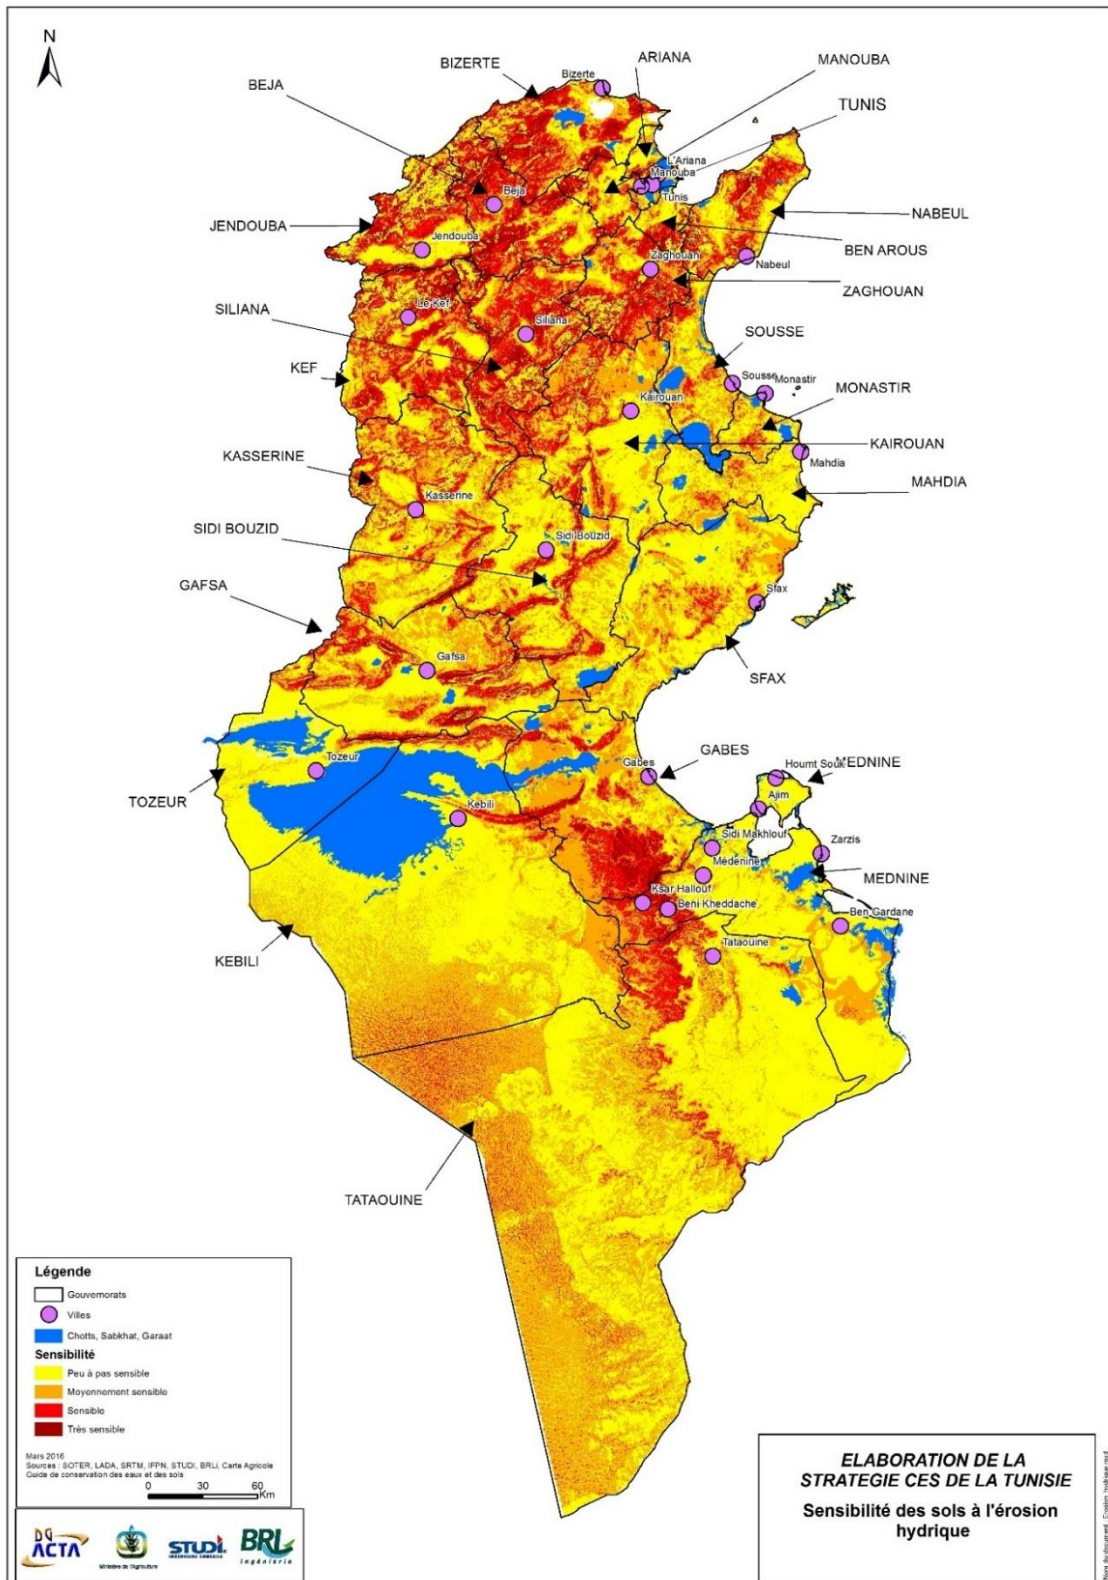 N
BIZERTE
Bizerte
ARIANA
MANOUBA
BEJA
TUNIS
L'Ariana
Manouba
Tunis
Beja
NABEUL
JENDOUBA
Jendouba
BEN AROUS
Zaghouan
Nabeul
ZAGHOUAN
SILIANA
Le Kef
Siliana
SOUSSE
KEF
Sousse
Monastir
MONASTIR
Kairouan
KAIROUAN
KASSERINE
Mahdia
MAHDIA
Kasserine
SIDI BOUZID
Sidi Bouzid
GAFSA
Sfax
Gafsa
SFAX
GABES
Gabes
Houmt Souk
MEDNINE
Tozeur
TOZEUR
Ajim
Kebili
Sidi Makhlouf
Zarzis
Médenine
MEDNINE
Ksar Hallouf
Beni Kheddache
Ben Gardane
KEBILI
Tataouine
TATAOUINE
Légende
Gouvernorats
Villes
Chotts, Sabkhat, Garaat
Sensibilité
Peu à pas sensible
Moyennement sensible
Sensible
Très sensible
Mars 2016
Sources : SOTER, LADA, SRTM, IFPN, STUDI, BRLi, Carte Agricole
Guide de conservation des eaux et des sols
0 30 60
Km
DG
ACTA
Ministère de l'Agriculture
STUDI
BRL
Ingénierie
ELABORATION DE LA
STRATEGIE CES DE LA TUNISIE
Sensibilité des sols à l'érosion
hydrique